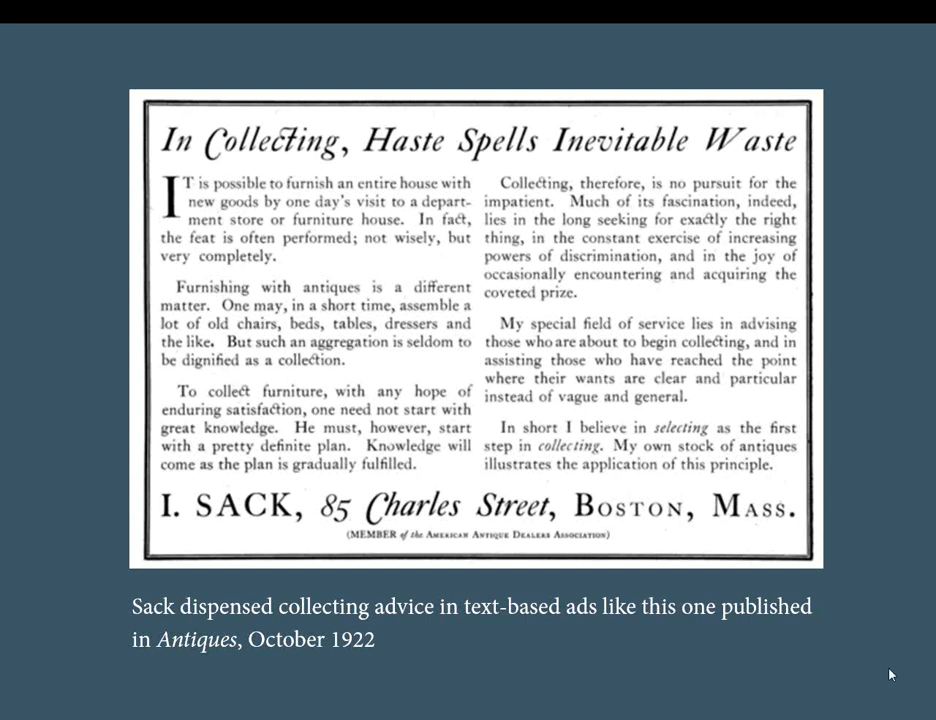 In Collecting, Haste Spells Inevitable Waste
IT is possible to furnish an entire house with
new goods by one day's visit to a depart-
ment store or furniture house. In fact,
the feat is often performed; not wisely, but
very completely.
Furnishing with antiques is a different
matter. One may, in a short time, assemble a
lot of old chairs, beds, tables, dressers and
the like. But such an aggregation is seldom to
be dignified as a collection.
To collect furniture, with any hope of
enduring satisfaction, one need not start with
great knowledge. He must, however, start
with a pretty definite plan. Knowledge will
come as the plan is gradually fulfilled.
Collecting, therefore, is no pursuit for the
impatient. Much of its fascination, indeed,
lies in the long seeking for exactly the right
thing, in the constant exercise of increasing
powers of discrimination, and in the joy of
occasionally encountering and acquiring the
coveted prize.
My special field of service lies in advising
those who are about to begin collecting, and in
assisting those who have reached the point
where their wants are clear and particular
instead of vague and general.
In short I believe in selecting as the first
step in collecting. My own stock of antiques
illustrates the application of this principle.
I. SACK, 85 Charles Street, BOSTON, MASS.
(MEMBER of the AMERICAN ANTIQUE DEALERS ASSOCIATION)
Sack dispensed collecting advice in text-based ads like this one published
in Antiques, October 1922